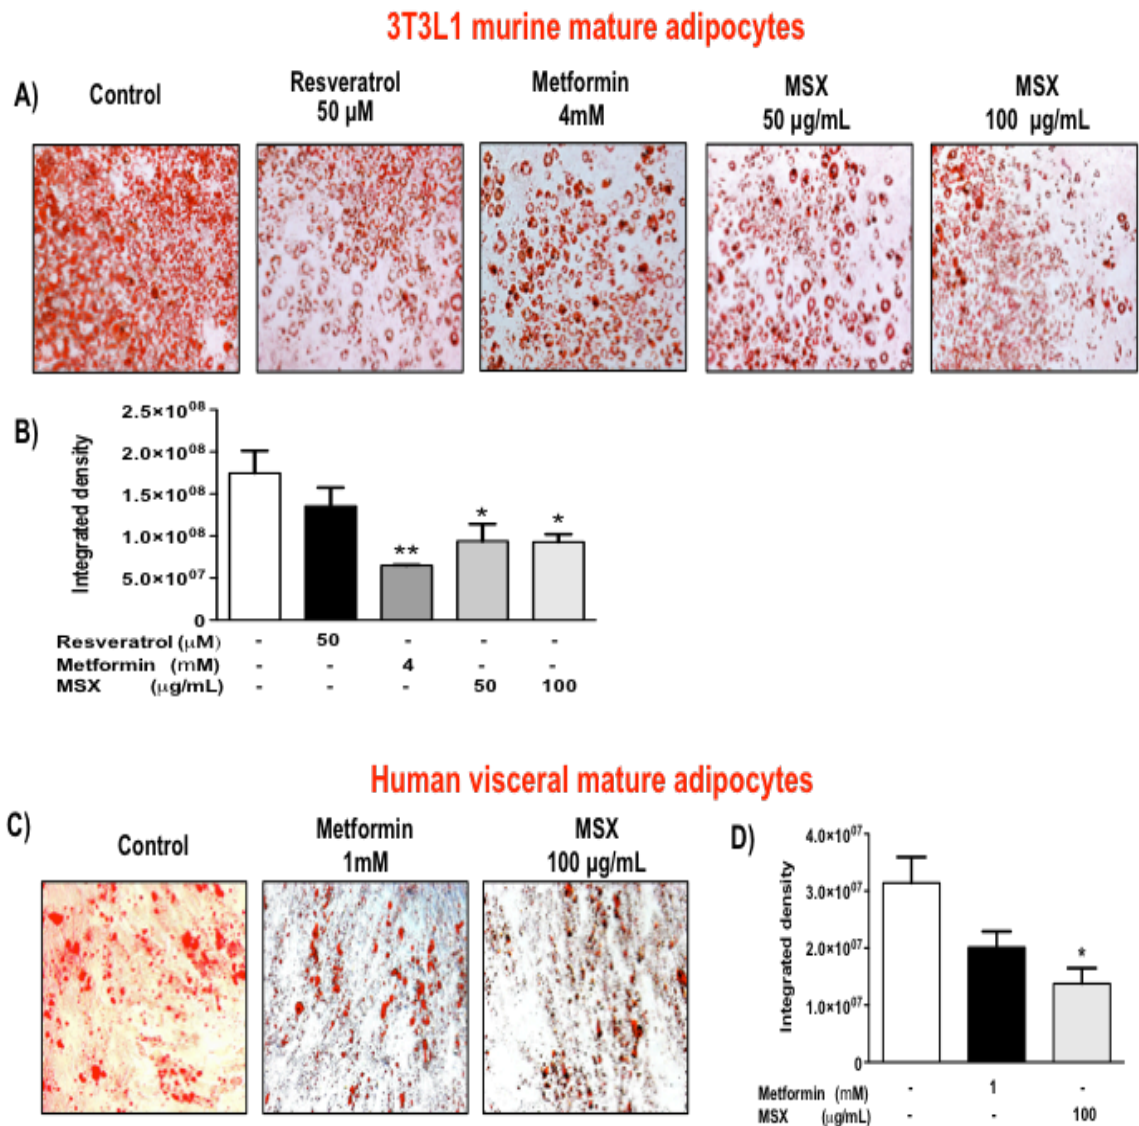 3T3L1 murine mature adipocytes
A)
Control
Resveratrol
50 µM
Metformin
4mM
MSX
50 µg/mL
MSX
100 µg/mL
B)
Integrated density
2.5×10⁰⁸
2.0×10⁰⁸
1.5×10⁰⁸
1.0×10⁰⁸
5.0×10⁰⁷
0
**
*
*
Resveratrol (µM) - 50 - - -
Metformin (mM) - - 4 - -
MSX (µg/mL) - - - 50 100
Human visceral mature adipocytes
C)
Control
Metformin
1mM
MSX
100 µg/mL
D)
Integrated density
4.0×10⁰⁷
3.0×10⁰⁷
2.0×10⁰⁷
1.0×10⁰⁷
0
*
Metformin (mM) - 1 -
MSX (µg/mL) - - 100